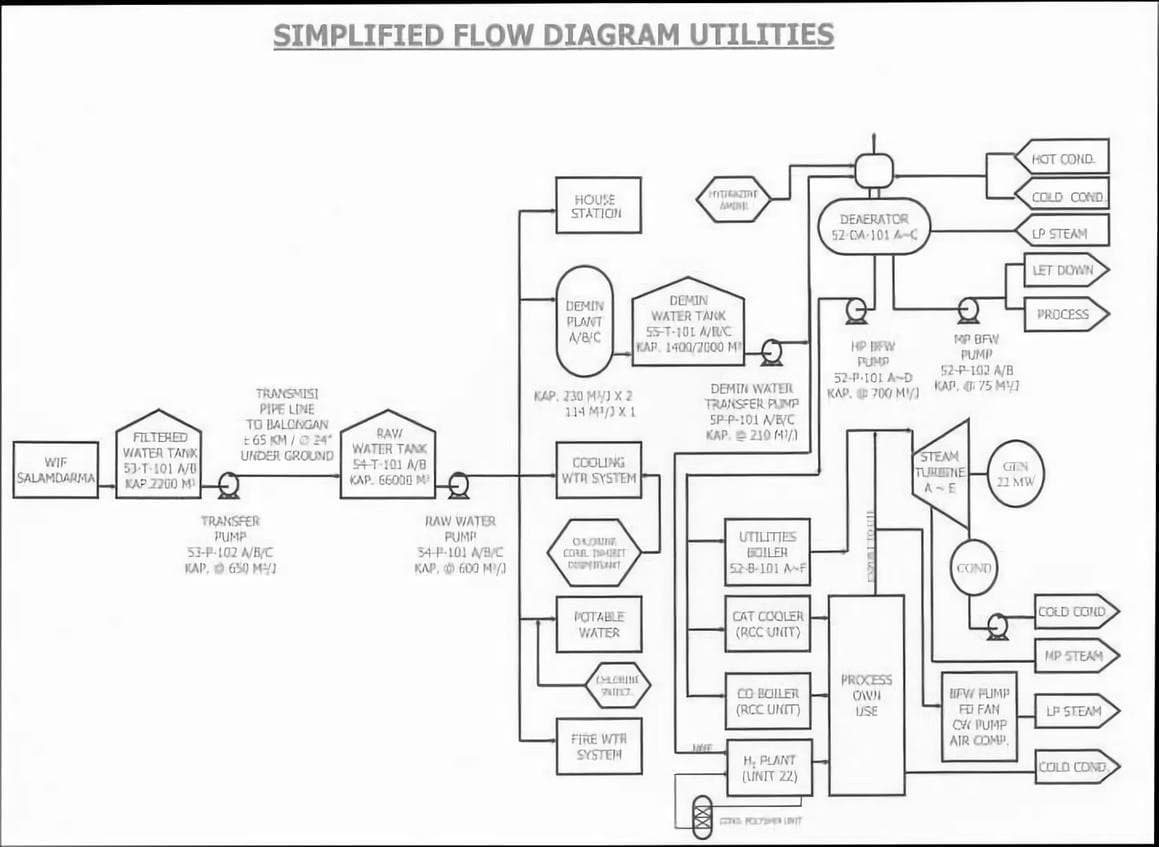 SIMPLIFIED FLOW DIAGRAM UTILITIES
WIF
SALAMDARMA
FILTERED
WATER TANK
53-T-101 A/B
KAP.2200 M³
TRANSFER
PUMP
53-P-102 A/B/C
KAP. @ 650 M³/J
TRANSMISI
PIPE LINE
TO BALONGAN
± 65 KM / ∅ 24"
UNDER GROUND
RAW
WATER TANK
54-T-101 A/B
KAP. 66000 M³
RAW WATER
PUMP
54-P-101 A/B/C
KAP. @ 600 M³/J
HOUSE
STATION
DEMIN
PLANT
A/B/C
KAP. 230 M³/J X 2
114 M³/J X 1
DEMIN
WATER TANK
55-T-101 A/B/C
KAP. 1400/2000 M³
DEMIN WATER
TRANSFER PUMP
5P-P-101 A/B/C
KAP. @ 210 M³/J
COOLING
WTR SYSTEM
CHLORINE
POTABLE
WATER
CHLORINE
FIRE WTR
SYSTEM
HOT COND.
COLD COND.
DEAERATOR
52-DA-101 A~C
LP STEAM
LET DOWN
PROCESS
HP BFW
PUMP
52-P-101 A~D
KAP. @ 700 M³/J
MP BFW
PUMP
52-P-102 A/B
KAP. @ 75 M³/J
STEAM
TURBINE
A ~ E
GEN
22 MW
COND
UTILITIES
BOILER
52-B-101 A~F
CAT COOLER
(RCC UNIT)
CO BOILER
(RCC UNIT)
H₂ PLANT
(UNIT 22)
PROCESS
OWN
USE
BFW PUMP
FD FAN
CW PUMP
AIR COMP.
COLD COND
MP STEAM
LP STEAM
COLD COND.